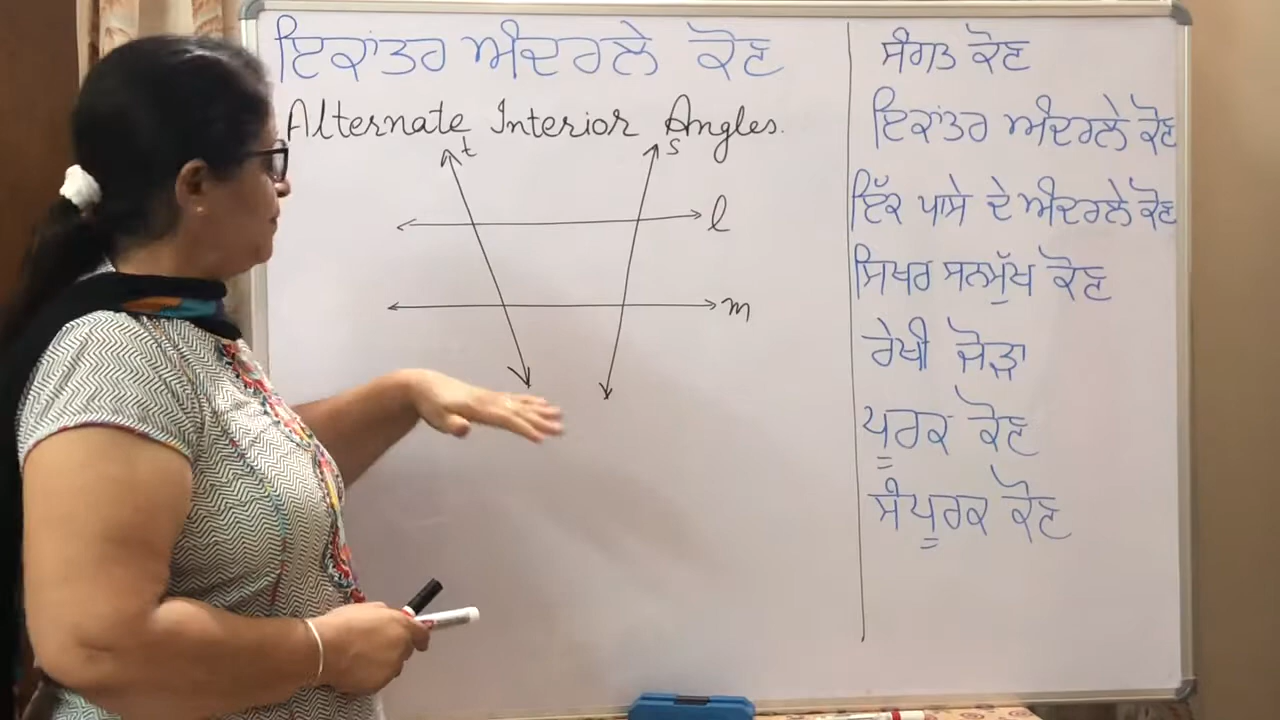 ਇਕਾਂਤਰ ਅੰਦਰਲੇ ਕੋਣ
Alternate Interior Angles.
t
s
l
m
ਸੰਗਤ ਕੋਣ
ਇਕਾਂਤਰ ਅੰਦਰਲੇ ਕੋਣ
ਇੱਕ ਪਾਸੇ ਦੇ ਅੰਦਰਲੇ ਕੋਣ
ਸਿਖਰ ਸਨਮੁੱਖ ਕੋਣ
ਰੇਖੀ ਜੋੜਾ
ਪੂਰਕ ਕੋਣ
ਸੰਪੂਰਕ ਕੋਣ